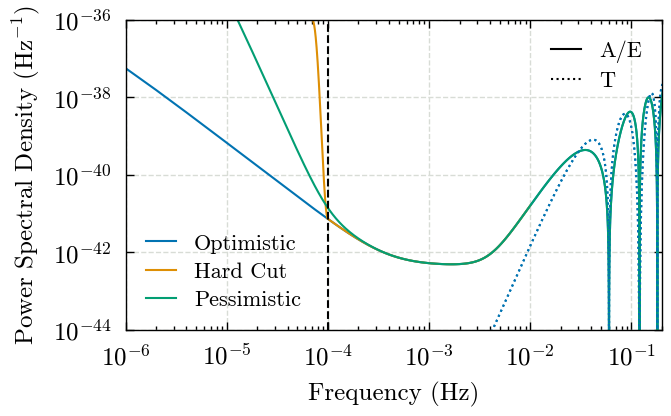 Power Spectral Density (Hz⁻¹)
10⁻³⁶
10⁻³⁸
10⁻⁴⁰
10⁻⁴²
10⁻⁴⁴
A/E
T
Optimistic
Hard Cut
Pessimistic
10⁻⁶ 10⁻⁵ 10⁻⁴ 10⁻³ 10⁻² 10⁻¹
Frequency (Hz)